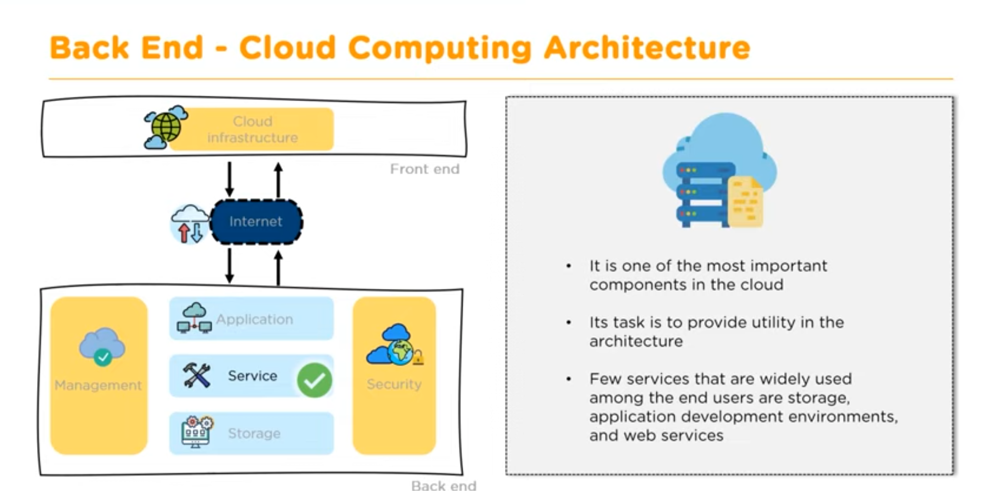 Back End - Cloud Computing Architecture
Cloud
infrastructure
Front end
Internet
Management
Application
Service
Storage
Security
Back end
• It is one of the most important
components in the cloud
• Its task is to provide utility in the
architecture
• Few services that are widely used
among the end users are storage,
application development environments,
and web services